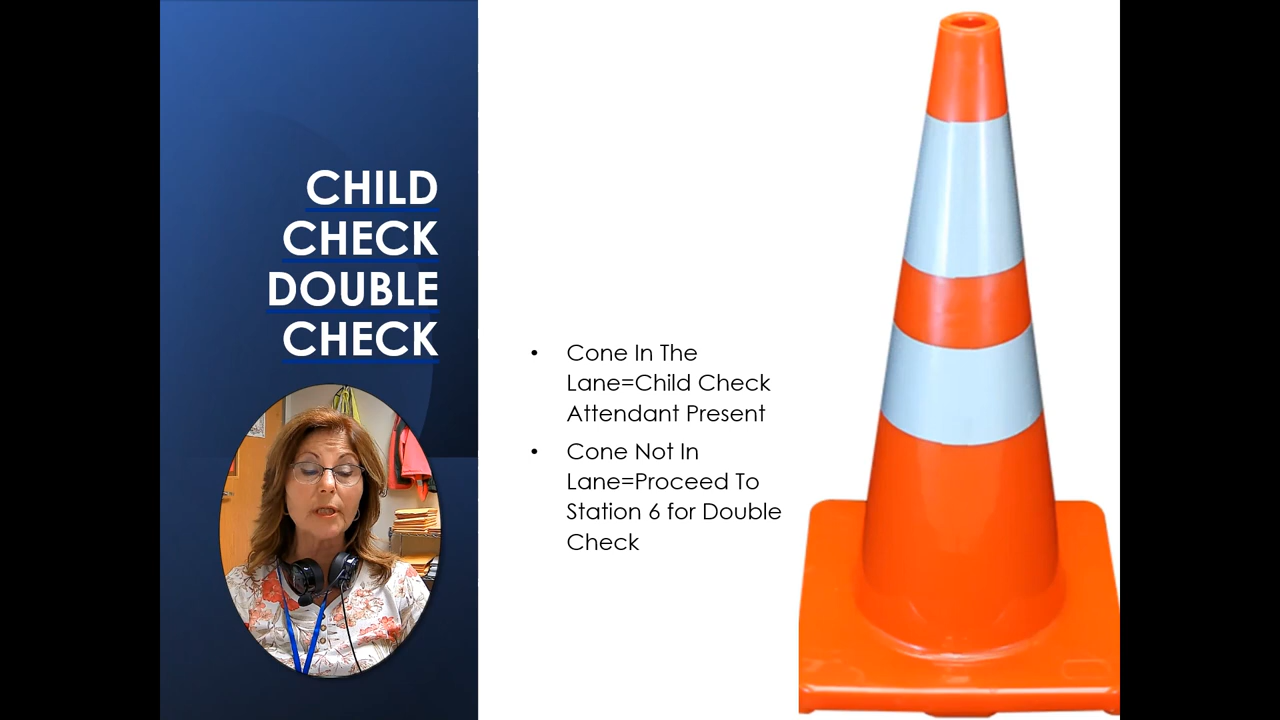 CHILD
CHECK
DOUBLE
CHECK
• Cone In The
Lane=Child Check
Attendant Present
• Cone Not In
Lane=Proceed To
Station 6 for Double
Check